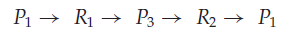 P₁ → R₁ → P₃ → R₂ → P₁